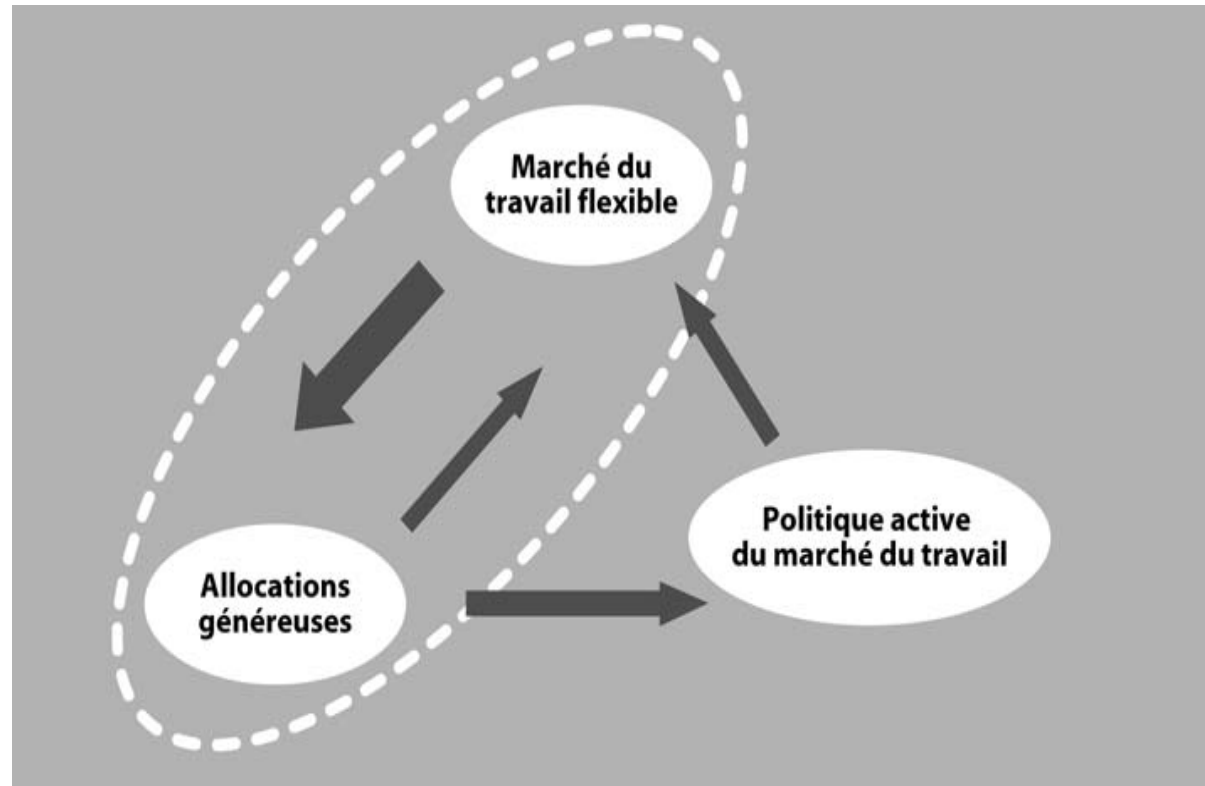 Marché du
travail flexible
Politique active
du marché du travail
Allocations
généreuses